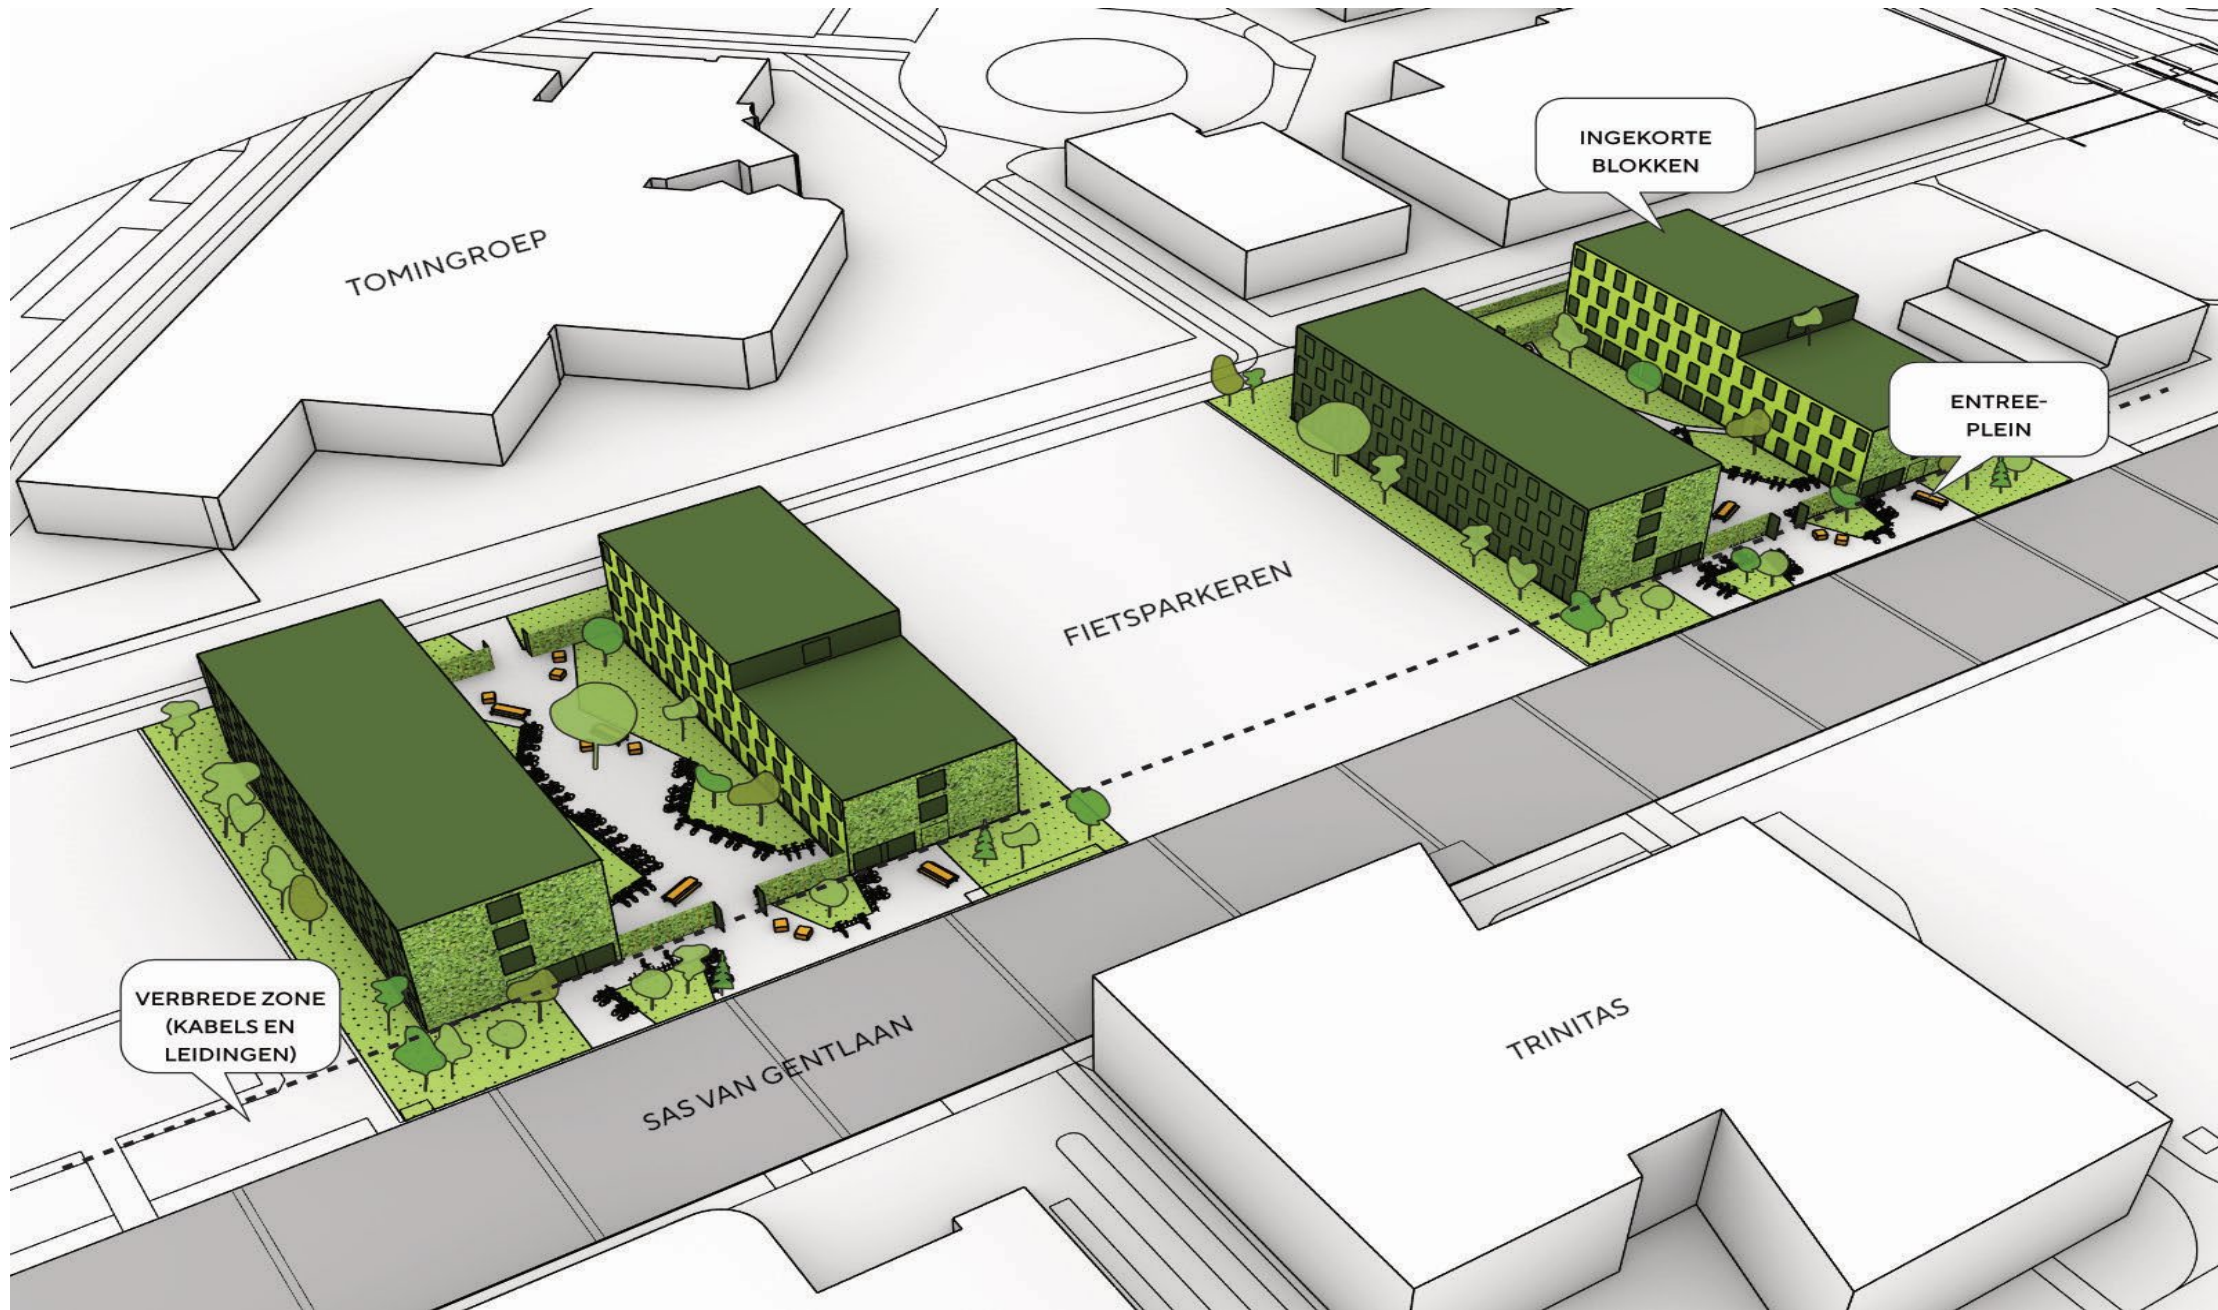 INGEKORTE
BLOKKEN
TOMINGROEP
ENTREE-
PLEIN
FIETSPARKEREN
VERBREDE ZONE
(KABELS EN
LEIDINGEN)
SAS VAN GENTLAAN
TRINITAS